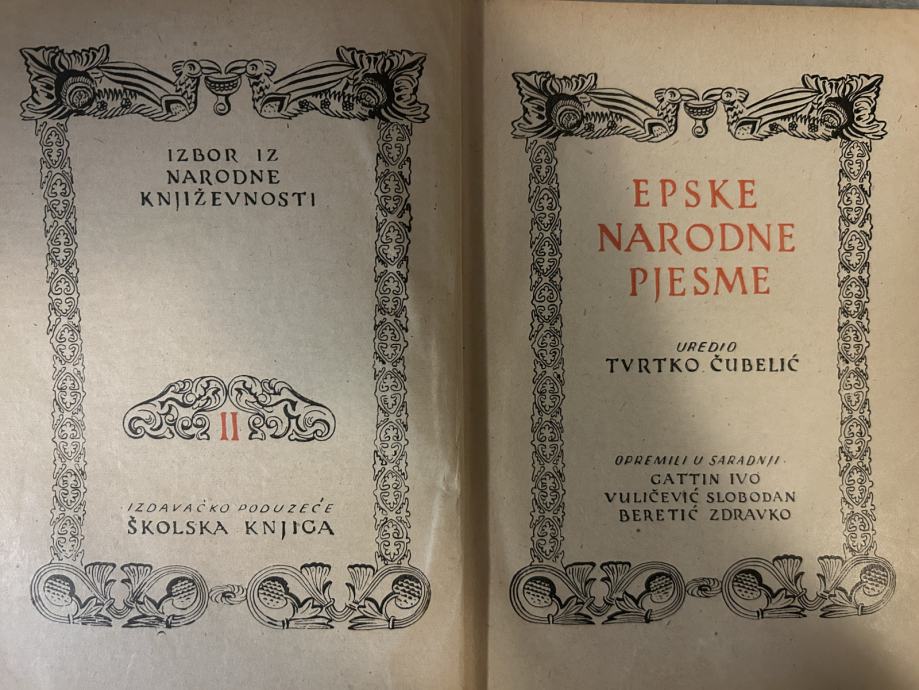 IZBOR IZ
NARODNE
KNJIŽEVNOSTI
II
IZDAVAČKO PODUZEĆE
ŠKOLSKA KNJIGA
EPSKE
NARODNE
PJESME
UREDIO
TVRTKO ČUBELIĆ
OPREMILI U SARADNJI
GATTIN IVO
VULIČEVIĆ SLOBODAN
BERETIĆ ZDRAVKO